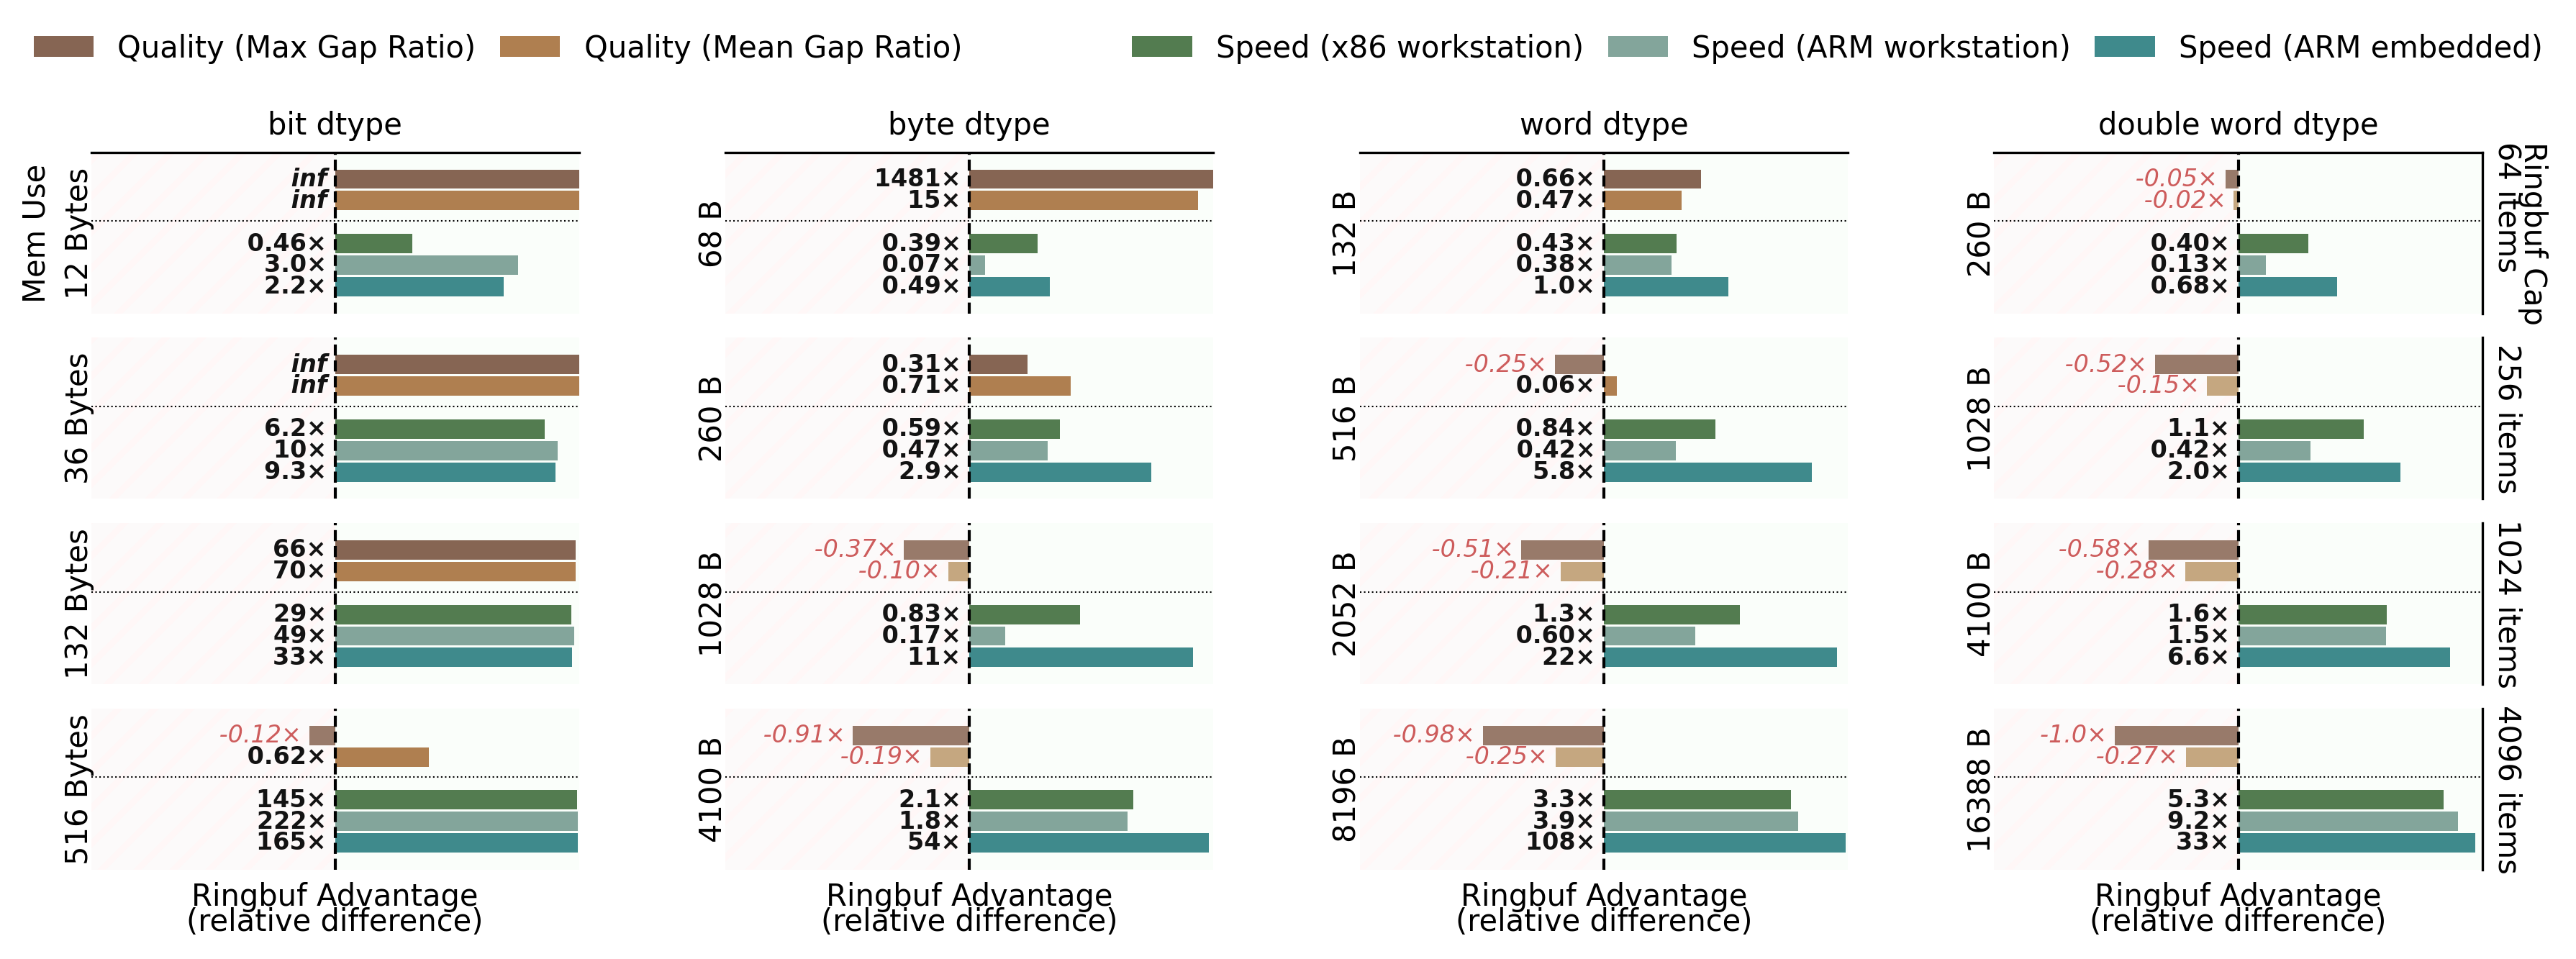 Quality (Max Gap Ratio)
Quality (Mean Gap Ratio)
Speed (x86 workstation)
Speed (ARM workstation)
Speed (ARM embedded)
bit dtype
byte dtype
word dtype
double word dtype
Mem Use
12 Bytes
inf
inf
0.46×
3.0×
2.2×
68 B
1481×
15×
0.39×
0.07×
0.49×
132 B
0.66×
0.47×
0.43×
0.38×
1.0×
260 B
-0.05×
-0.02×
0.40×
0.13×
0.68×
Ringbuf Cap
64 items
36 Bytes
inf
inf
6.2×
10×
9.3×
260 B
0.31×
0.71×
0.59×
0.47×
2.9×
516 B
-0.25×
0.06×
0.84×
0.42×
5.8×
1028 B
-0.52×
-0.15×
1.1×
0.42×
2.0×
256 items
132 Bytes
66×
70×
29×
49×
33×
1028 B
-0.37×
-0.10×
0.83×
0.17×
11×
2052 B
-0.51×
-0.21×
1.3×
0.60×
22×
4100 B
-0.58×
-0.28×
1.6×
1.5×
6.6×
1024 items
516 Bytes
-0.12×
0.62×
145×
222×
165×
4100 B
-0.91×
-0.19×
2.1×
1.8×
54×
8196 B
-0.98×
-0.25×
3.3×
3.9×
108×
16388 B
-1.0×
-0.27×
5.3×
9.2×
33×
4096 items
Ringbuf Advantage
(relative difference)
Ringbuf Advantage
(relative difference)
Ringbuf Advantage
(relative difference)
Ringbuf Advantage
(relative difference)